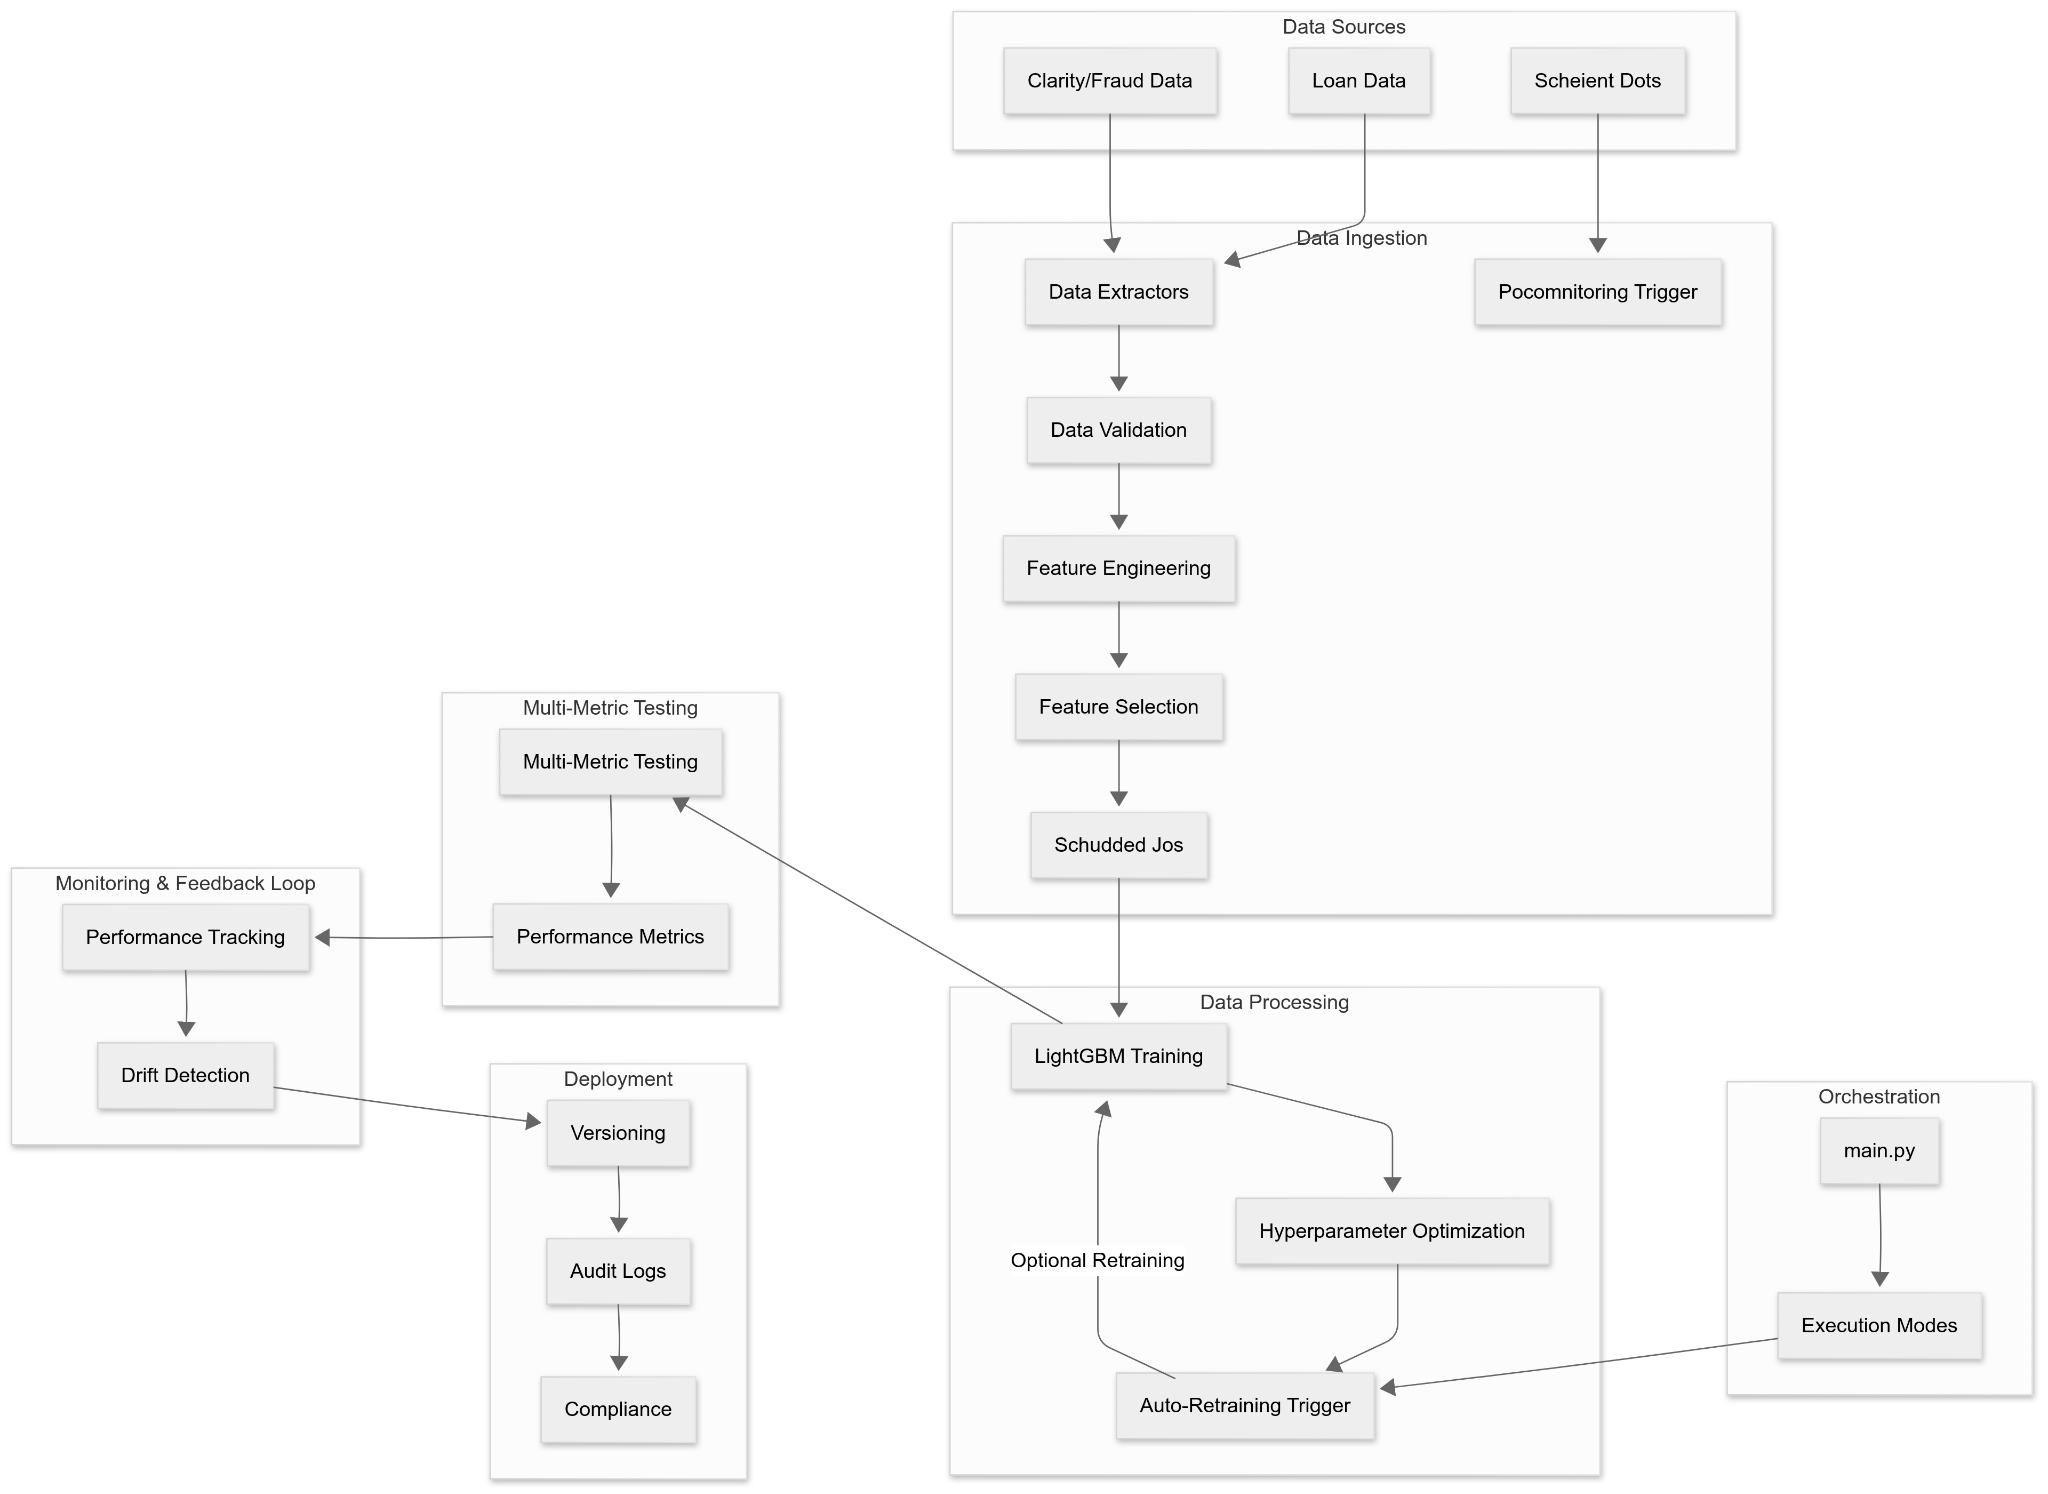 Data Sources
Clarity/Fraud Data
Loan Data
Scheient Dots
Data Ingestion
Data Extractors
Pocomnitoring Trigger
Data Validation
Feature Engineering
Feature Selection
Schudded Jos
Multi-Metric Testing
Multi-Metric Testing
Performance Metrics
Monitoring & Feedback Loop
Performance Tracking
Drift Detection
Deployment
Versioning
Audit Logs
Compliance
Data Processing
LightGBM Training
Hyperparameter Optimization
Optional Retraining
Auto-Retraining Trigger
Orchestration
main.py
Execution Modes